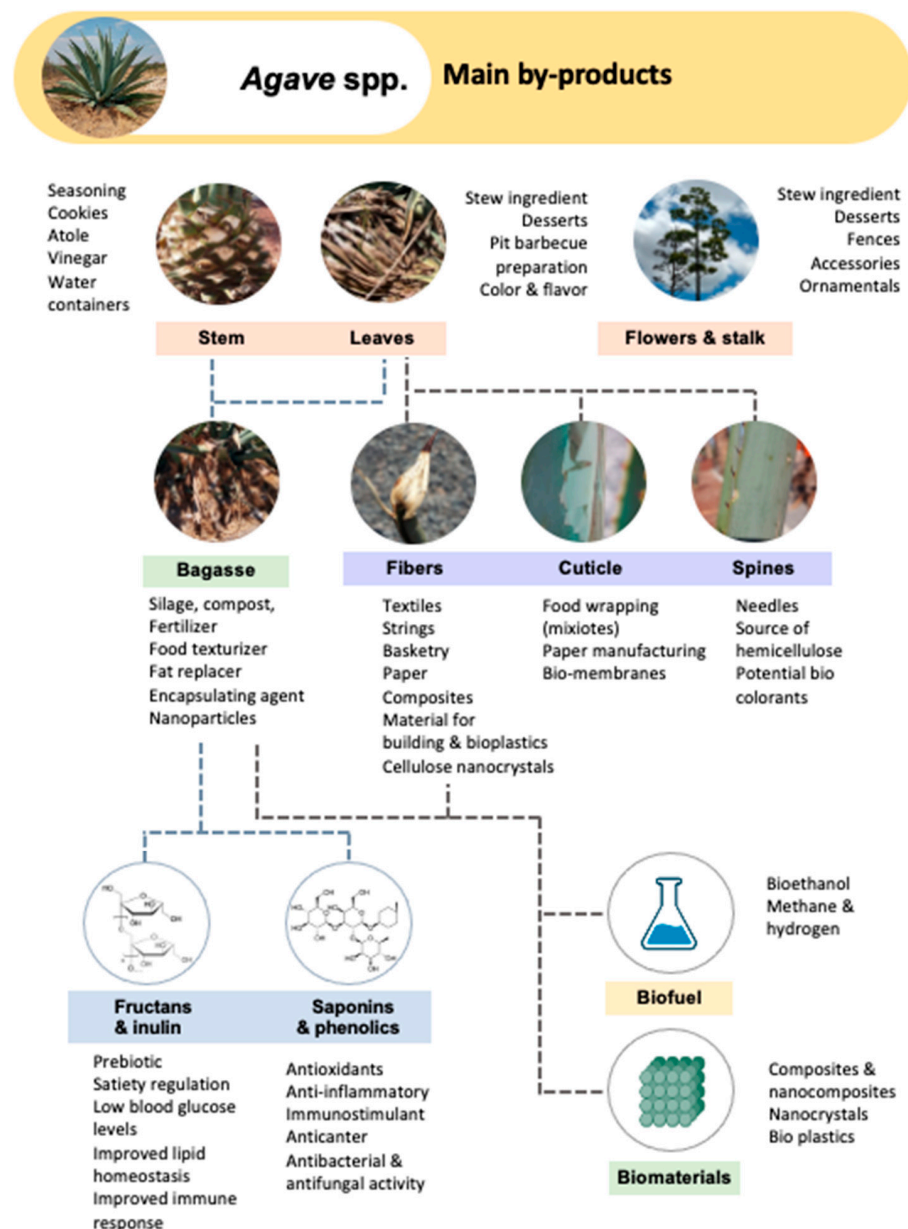 Agave spp.
Main by-products
Seasoning
Cookies
Atole
Vinegar
Water
containers
Stem
Stew ingredient
Desserts
Pit barbecue
preparation
Color & flavor
Leaves
Stew ingredient
Desserts
Fences
Accessories
Ornamentals
Flowers & stalk
Bagasse
Silage, compost,
Fertilizer
Food texturizer
Fat replacer
Encapsulating agent
Nanoparticles
Fibers
Textiles
Strings
Basketry
Paper
Composites
Material for
building & bioplastics
Cellulose nanocrystals
Cuticle
Food wrapping
(mixiotes)
Paper manufacturing
Bio-membranes
Spines
Needles
Source of
hemicellulose
Potential bio
colorants
Fructans
& inulin
Prebiotic
Satiety regulation
Low blood glucose
levels
Improved lipid
homeostasis
Improved immune
response
Saponins
& phenolics
Antioxidants
Anti-inflammatory
Immunostimulant
Anticanter
Antibacterial &
antifungal activity
Bioethanol
Methane &
hydrogen
Biofuel
Composites &
nanocomposites
Nanocrystals
Bio plastics
Biomaterials